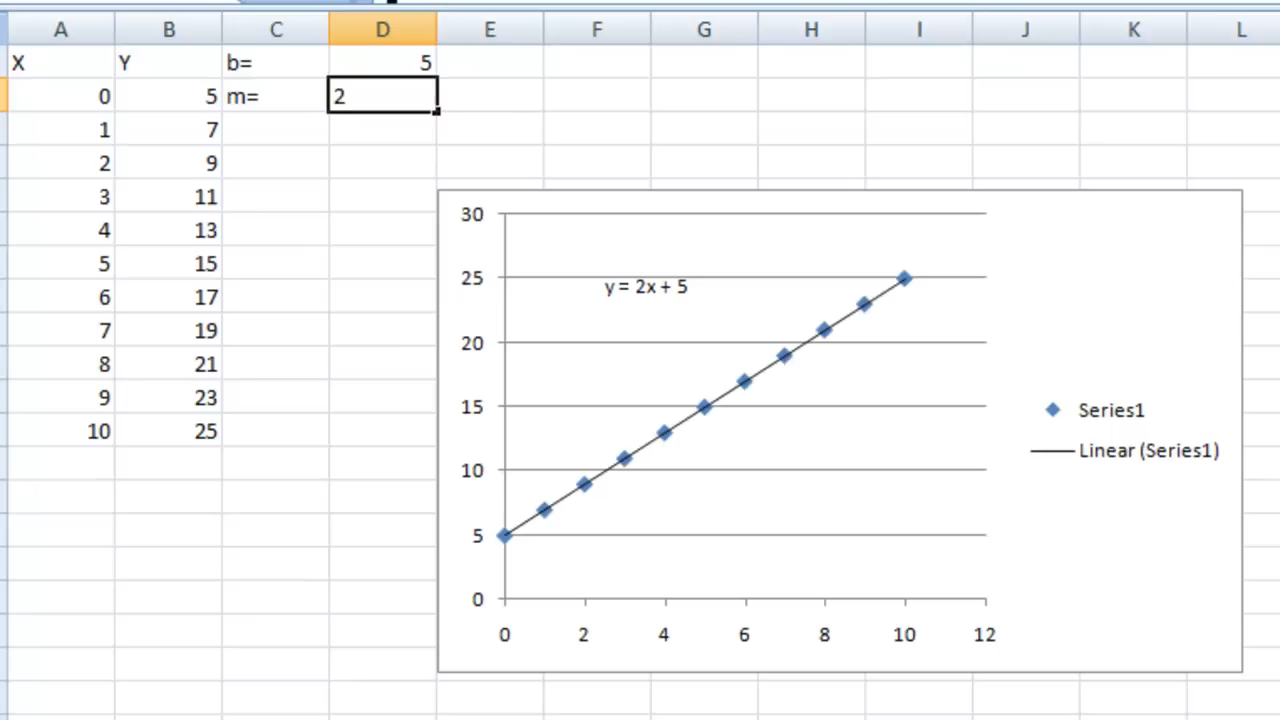 A B C D E F G H I J K L
X Y b= 5
0 5 m= 2
1 7
2 9
3 11
4 13
5 15
6 17
7 19
8 21
9 23
10 25
30
25
20
15
10
5
0
y = 2x + 5
0 2 4 6 8 10 12
Series1
Linear (Series1)